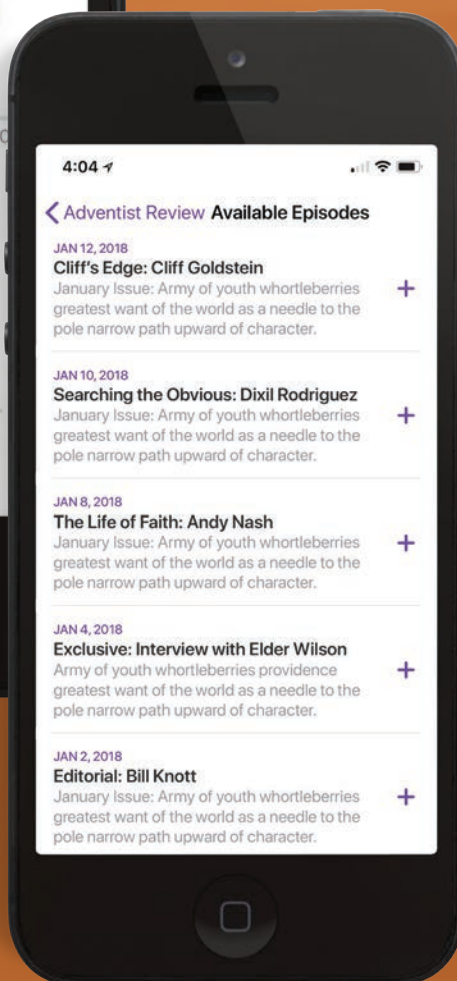 4:04
Adventist Review Available Episodes
JAN 12, 2018
Cliff's Edge: Cliff Goldstein
January Issue: Army of youth whortleberries
greatest want of the world as a needle to the
pole narrow path upward of character.
JAN 10, 2018
Searching the Obvious: Dixil Rodriguez
January Issue: Army of youth whortleberries
greatest want of the world as a needle to the
pole narrow path upward of character.
JAN 8, 2018
The Life of Faith: Andy Nash
January Issue: Army of youth whortleberries
greatest want of the world as a needle to the
pole narrow path upward of character.
JAN 4, 2018
Exclusive: Interview with Elder Wilson
Army of youth whortleberries providence
greatest want of the world as a needle to the
pole narrow path upward of character.
JAN 2, 2018
Editorial: Bill Knott
January Issue: Army of youth whortleberries
greatest want of the world as a needle to the
pole narrow path upward of character.